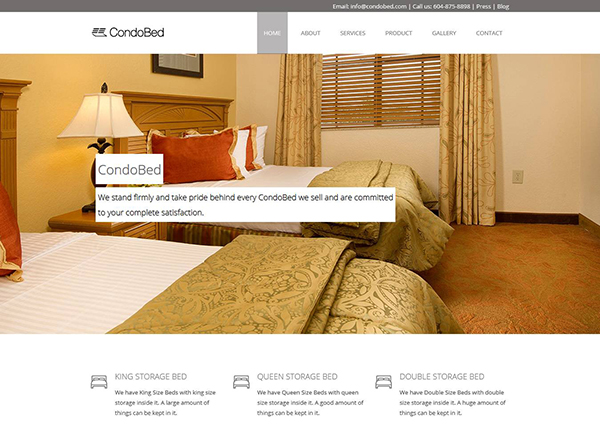 Email: info@condobed.com | Call us: 604-875-8898 | Press | Blog
CondoBed
HOME ABOUT SERVICES PRODUCT GALLERY CONTACT
CondoBed
We stand firmly and take pride behind every CondoBed we sell and are committed
to your complete satisfaction.
KING STORAGE BED
We have King Size Beds with king size
storage inside it. A large amount of
things can be kept in it.
QUEEN STORAGE BED
We have Queen Size Beds with queen
size storage inside it. A good amount of
things can be kept in it.
DOUBLE STORAGE BED
We have Double Size Beds with double
size storage inside it. A huge amount of
things can be kept in it.